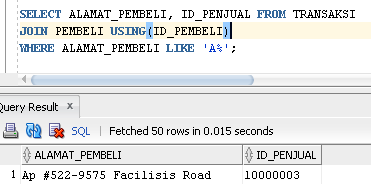 SELECT ALAMAT_PEMBELI, ID_PENJUAL FROM TRANSAKSI
JOIN PEMBELI USING(ID_PEMBELI)
WHERE ALAMAT_PEMBELI LIKE 'A%';
Query Result x
SQL | Fetched 50 rows in 0.015 seconds
ALAMAT_PEMBELI ID_PENJUAL
1 Ap #522-9575 Facilisis Road 10000003